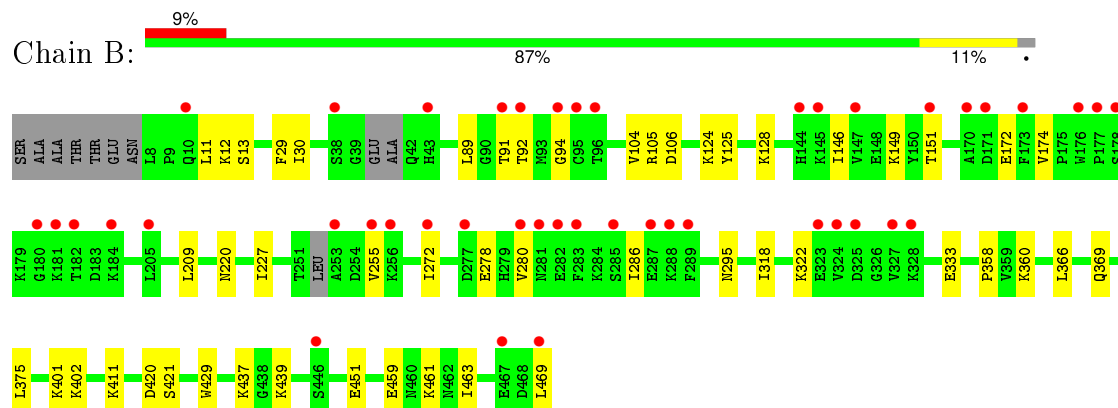 9%
Chain B:
87% 11% •
SER ALA ALA THR THR GLU ASN L8 P9 Q10 L11 K12 S13 F29 I30 S38 G39 GLU ALA Q42 H43 L89 G90 T91 T92 M93 G94 C95 T96 V104 R105 D106 K124 Y125 K128 H144 K145 I146 V147 E148 K149 Y150 T151 A170 D171 E172 F173 V174 P175 W176 P177 S178
K179 G180 K181 T182 D183 K184 L205 L209 N220 I227 T251 LEU A253 D254 V255 K256 I272 D277 E278 H279 V280 N281 E282 F283 K284 S285 I286 E287 K288 F289 N295 I318 K322 E323 V324 D325 G326 V327 K328 E333 P358 V359 K360 L366 Q369
L375 K401 K402 K411 D420 S421 W429 K437 G438 K439 S446 E451 E459 N460 K461 N462 I463 E467 D468 L469